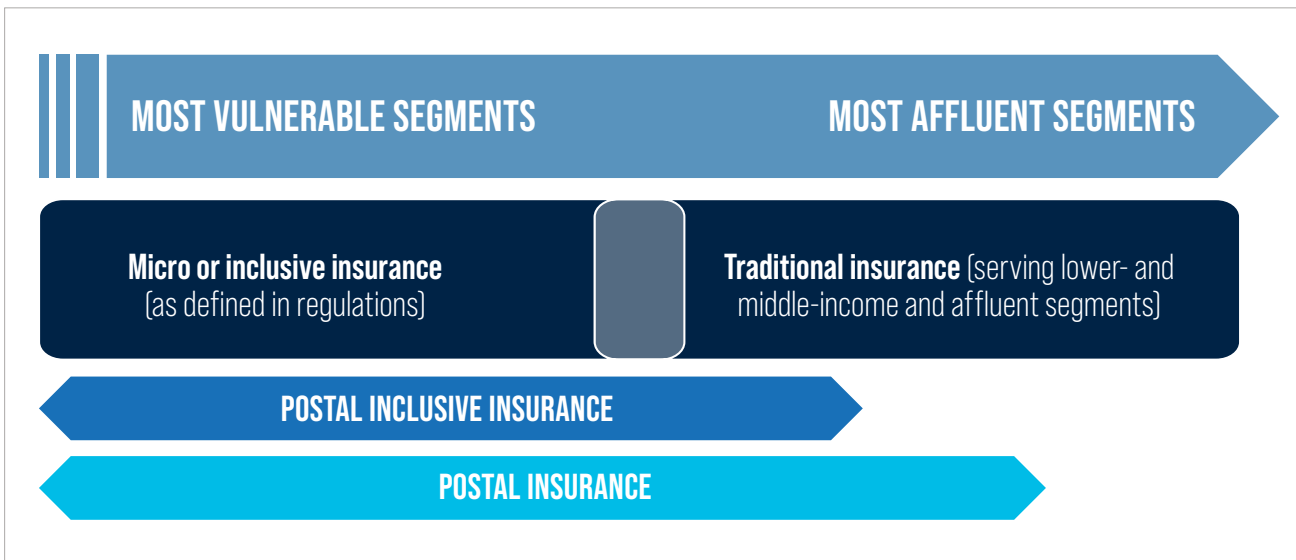 MOST VULNERABLE SEGMENTS
MOST AFFLUENT SEGMENTS
Micro or inclusive insurance
(as defined in regulations)
Traditional insurance (serving lower- and
middle-income and affluent segments)
POSTAL INCLUSIVE INSURANCE
POSTAL INSURANCE